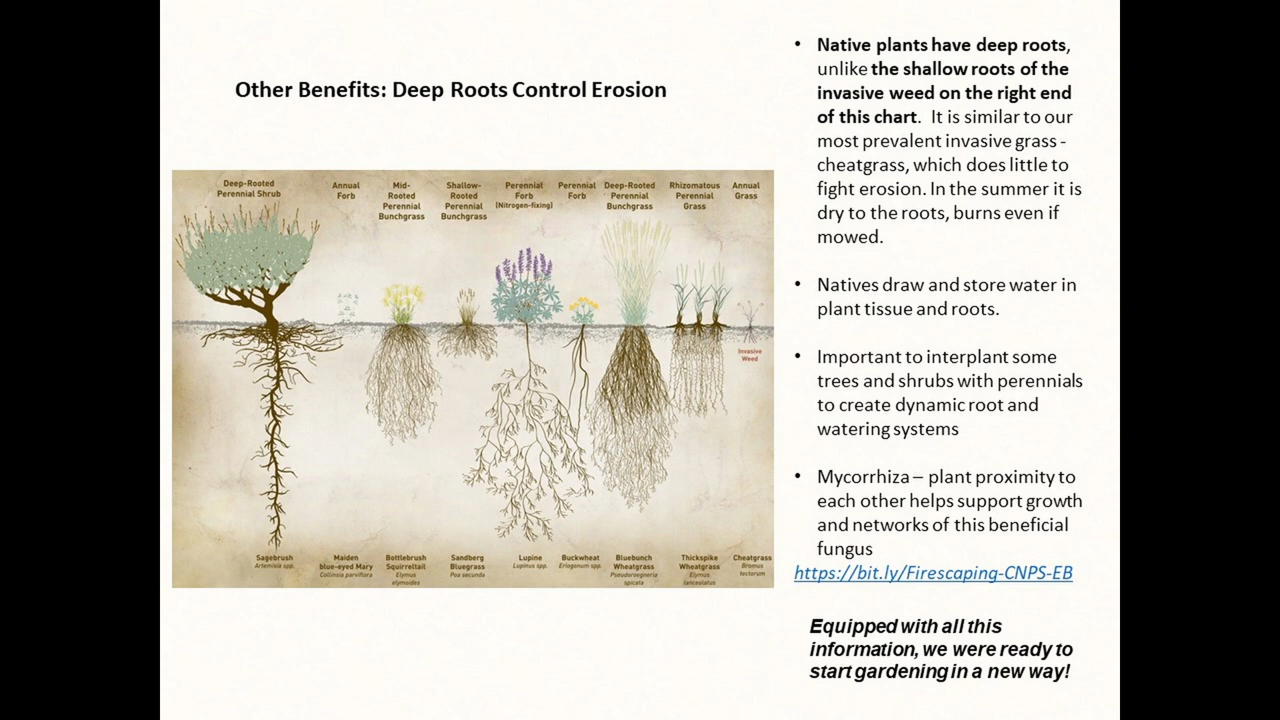 Other Benefits: Deep Roots Control Erosion
Deep-Rooted
Perennial Shrub
Annual
Forb
Mid-
Rooted
Perennial
Bunchgrass
Shallow-
Rooted
Perennial
Bunchgrass
Perennial
Forb
(Nitrogen-fixing)
Perennial
Forb
Deep-Rooted
Perennial
Bunchgrass
Rhizomatous
Perennial
Grass
Annual
Grass
Invasive
Weed
Sagebrush
Artemisia spp.
Maiden
blue-eyed Mary
Collinsia parviflora
Bottlebrush
Squirreltail
Elymus
elymoides
Sandberg
Bluegrass
Poa secunda
Lupine
Lupinus spp.
Buckwheat
Eriogonum spp.
Bluebunch
Wheatgrass
Pseudoroegneria
spicata
Thickspike
Wheatgrass
Elymus
lanceolatus
Cheatgrass
Bromus
tectorum
• Native plants have deep roots,
unlike the shallow roots of the
invasive weed on the right end
of this chart. It is similar to our
most prevalent invasive grass -
cheatgrass, which does little to
fight erosion. In the summer it is
dry to the roots, burns even if
mowed.
• Natives draw and store water in
plant tissue and roots.
• Important to interplant some
trees and shrubs with perennials
to create dynamic root and
watering systems
• Mycorrhiza – plant proximity to
each other helps support growth
and networks of this beneficial
fungus
https://bit.ly/Firescaping-CNPS-EB
Equipped with all this
information, we were ready to
start gardening in a new way!